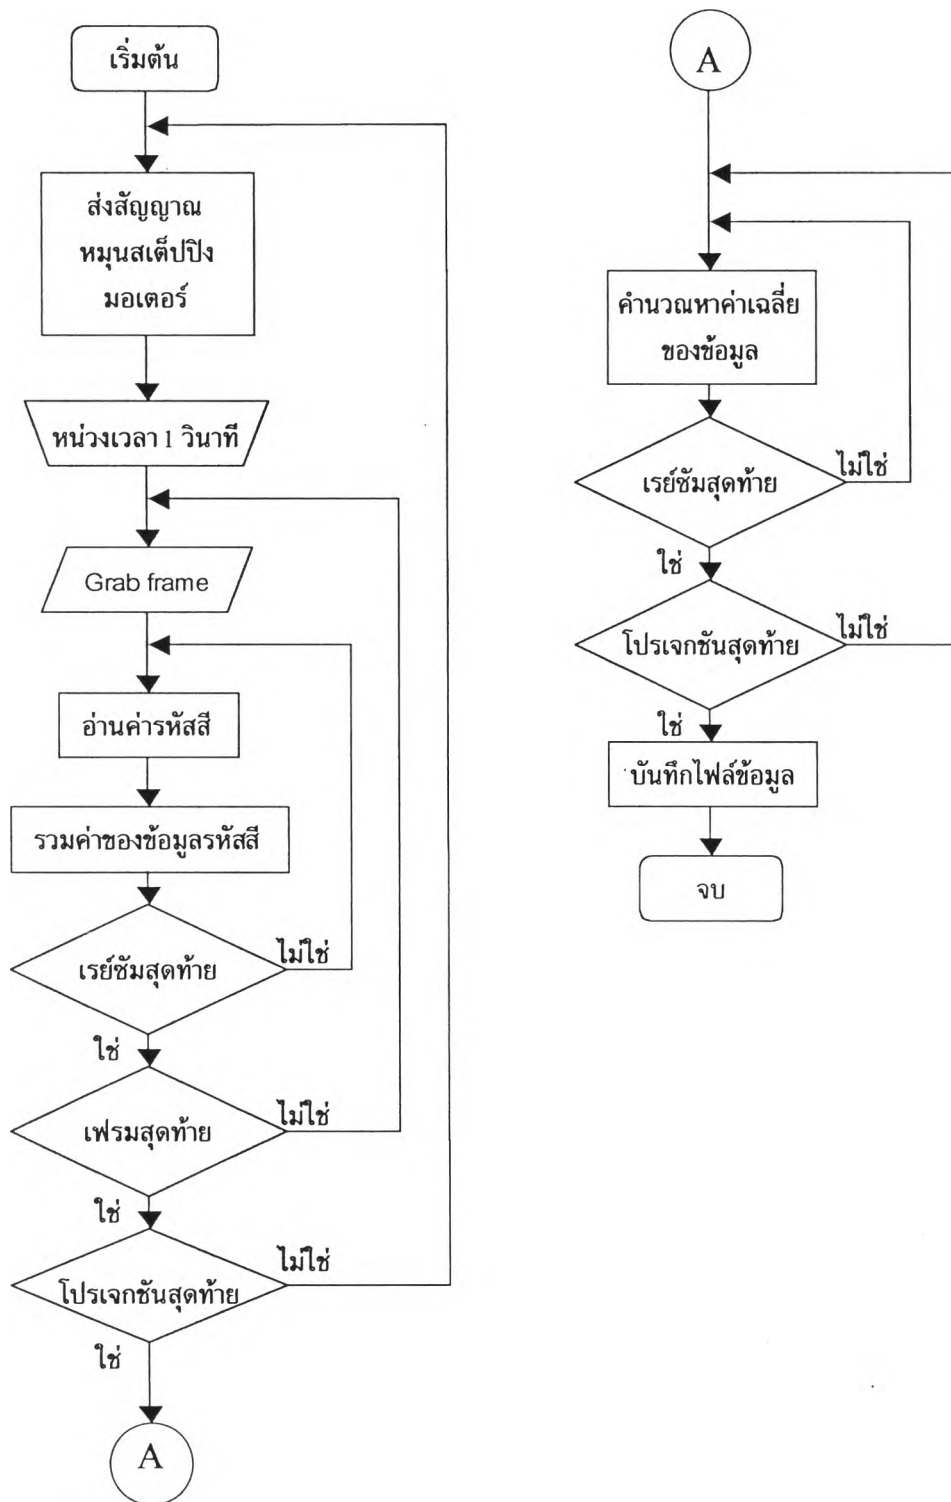 เริ่มต้น
ส่งสัญญาณ
หมุนสเต็ปปิง
มอเตอร์
หน่วงเวลา 1 วินาที
Grab frame
อ่านค่ารหัสสี
รวมค่าของข้อมูลรหัสสี
เรย์ซัมสุดท้าย
ไม่ใช่
ใช่
เฟรมสุดท้าย
ไม่ใช่
ใช่
โปรเจกชันสุดท้าย
ไม่ใช่
ใช่
A
A
คำนวณหาค่าเฉลี่ย
ของข้อมูล
เรย์ซัมสุดท้าย
ไม่ใช่
ใช่
โปรเจกชันสุดท้าย
ไม่ใช่
ใช่
บันทึกไฟล์ข้อมูล
จบ